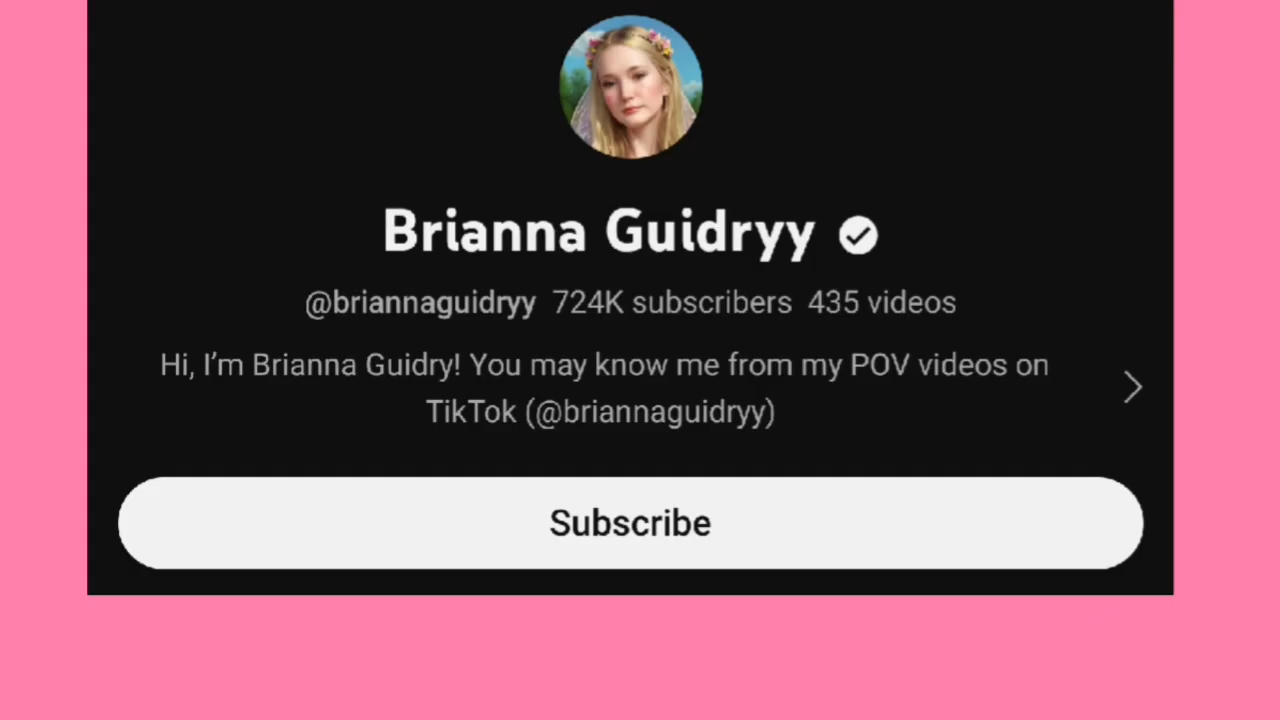 Brianna Guidryy
@briannaguidryy 724K subscribers 435 videos
Hi, I’m Brianna Guidry! You may know me from my POV videos on
TikTok (@briannaguidryy)
Subscribe